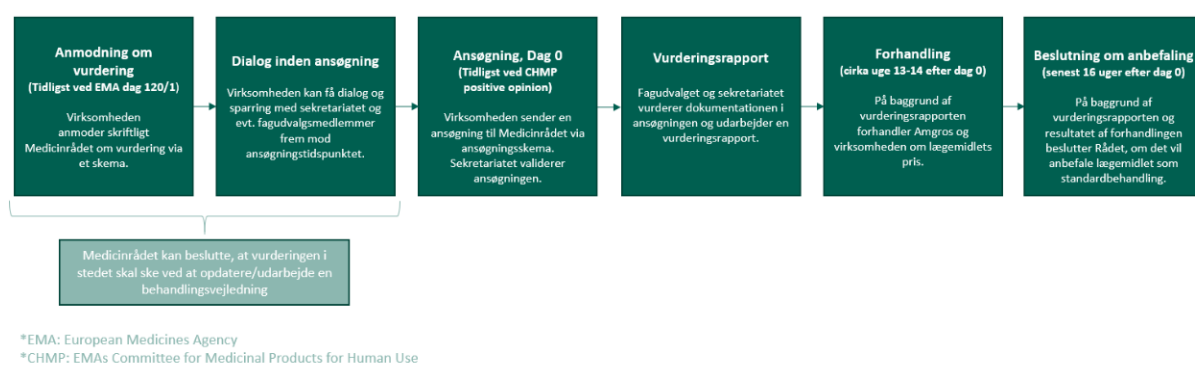 Anmodning om
vurdering
(Tidligst ved EMA dag 120/1)
Virksomheden
anmoder skriftligt
Medicinrådet om vurdering via
et skema.
Dialog inden ansøgning
Virksomheden kan få dialog og
sparring med sekretariatet og
evt. fagudvalgsmedlemmer
frem mod
ansøgningstidspunktet.
Ansøgning, Dag 0
(Tidligst ved CHMP
positive opinion)
Virksomheden sender en
ansøgning til Medicinrådet via
ansøgningsskema.
Sekretariatet validerer
ansøgningen.
Vurderingsrapport
Fagudvalget og sekretariatet
vurderer dokumentationen i
ansøgningen og udarbejder en
vurderingsrapport.
Forhandling
(cirka uge 13-14 efter dag 0)
På baggrund af
vurderingsrapporten
forhandler Amgros og
virksomheden om lægemidlets
pris.
Beslutning om anbefaling
(senest 16 uger efter dag 0)
På baggrund af
vurderingsrapporten og
resultatet af forhandlingen
beslutter Rådet, om det vil
anbefale lægemidlet som
standardbehandling.
Medicinrådet kan beslutte, at vurderingen i
stedet skal ske ved at opdatere/udarbejde en
behandlingsvejledning
*EMA: European Medicines Agency
*CHMP: EMAs Committee for Medicinal Products for Human Use